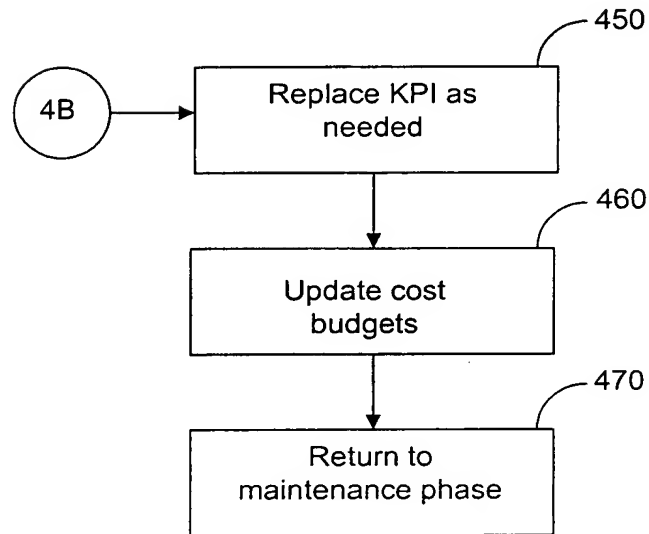 450
4B
Replace KPI as
needed
460
Update cost
budgets
470
Return to
maintenance phase